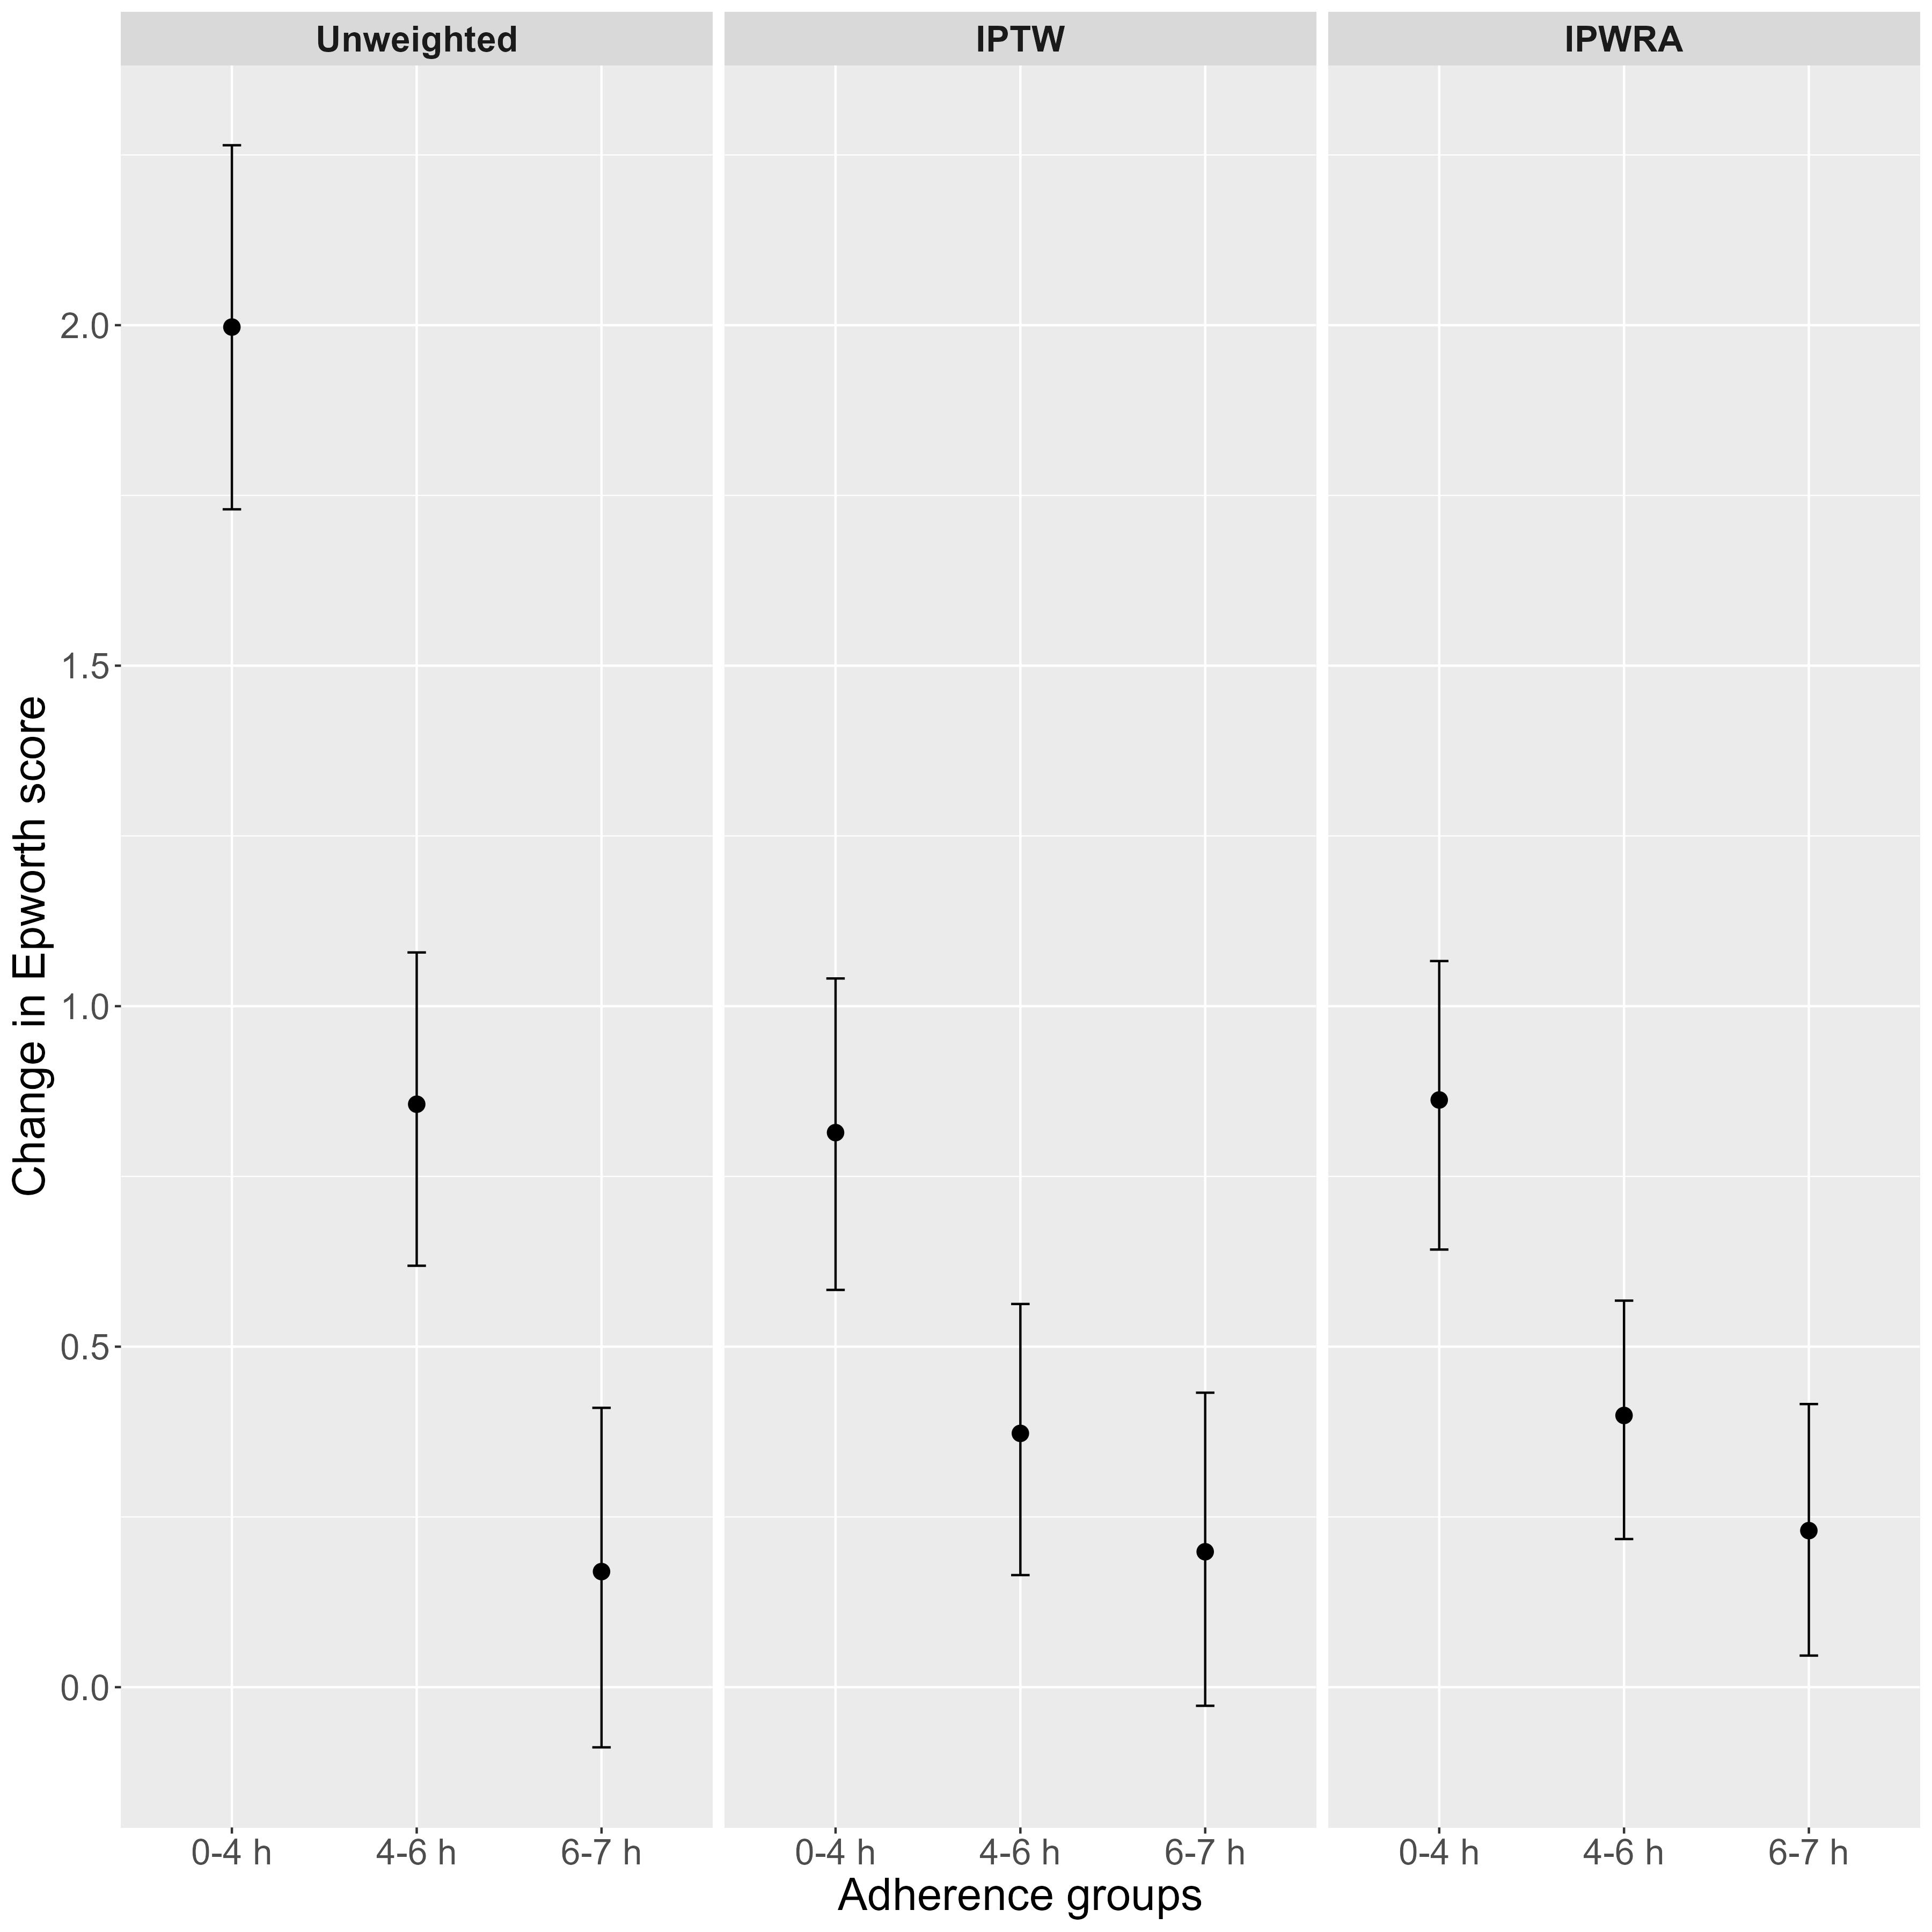 Unweighted IPTW IPWRA
Change in Epworth score
2.0
1.5
1.0
0.5
0.0
0-4 h 4-6 h 6-7 h 0-4 h 4-6 h 6-7 h 0-4 h 4-6 h 6-7 h
Adherence groups